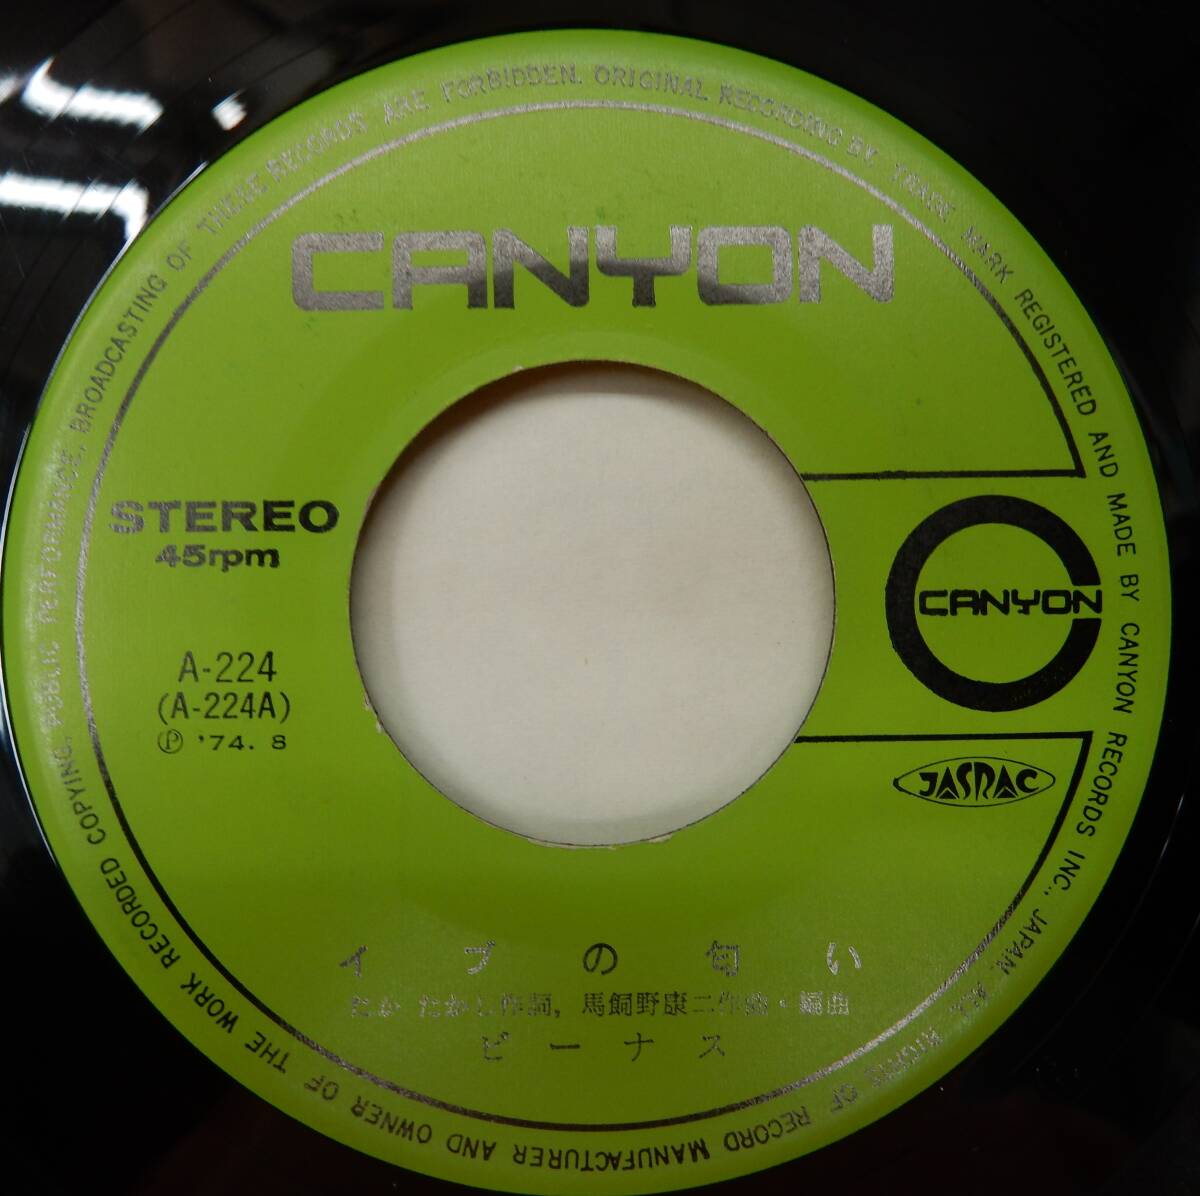 CANYON
STEREO
45rpm
A-224
(A-224A)
Ⓟ '74. 8
CANYON
JASRAC
イブの匂い
たか たかし作詞, 馬飼野康二作曲・編曲
ビーナス
ORIGINAL RECORDING BY TRADE MARK REGISTERED AND MADE BY CANYON RECORDS INC., JAPAN. ALL RIGHTS OF RECORD MANUFACTURER AND OWNER OF THE WORK RECORDED COPYING, PUBLIC PERFORMANCE, BROADCASTING OF THESE RECORDS ARE FORBIDDEN.